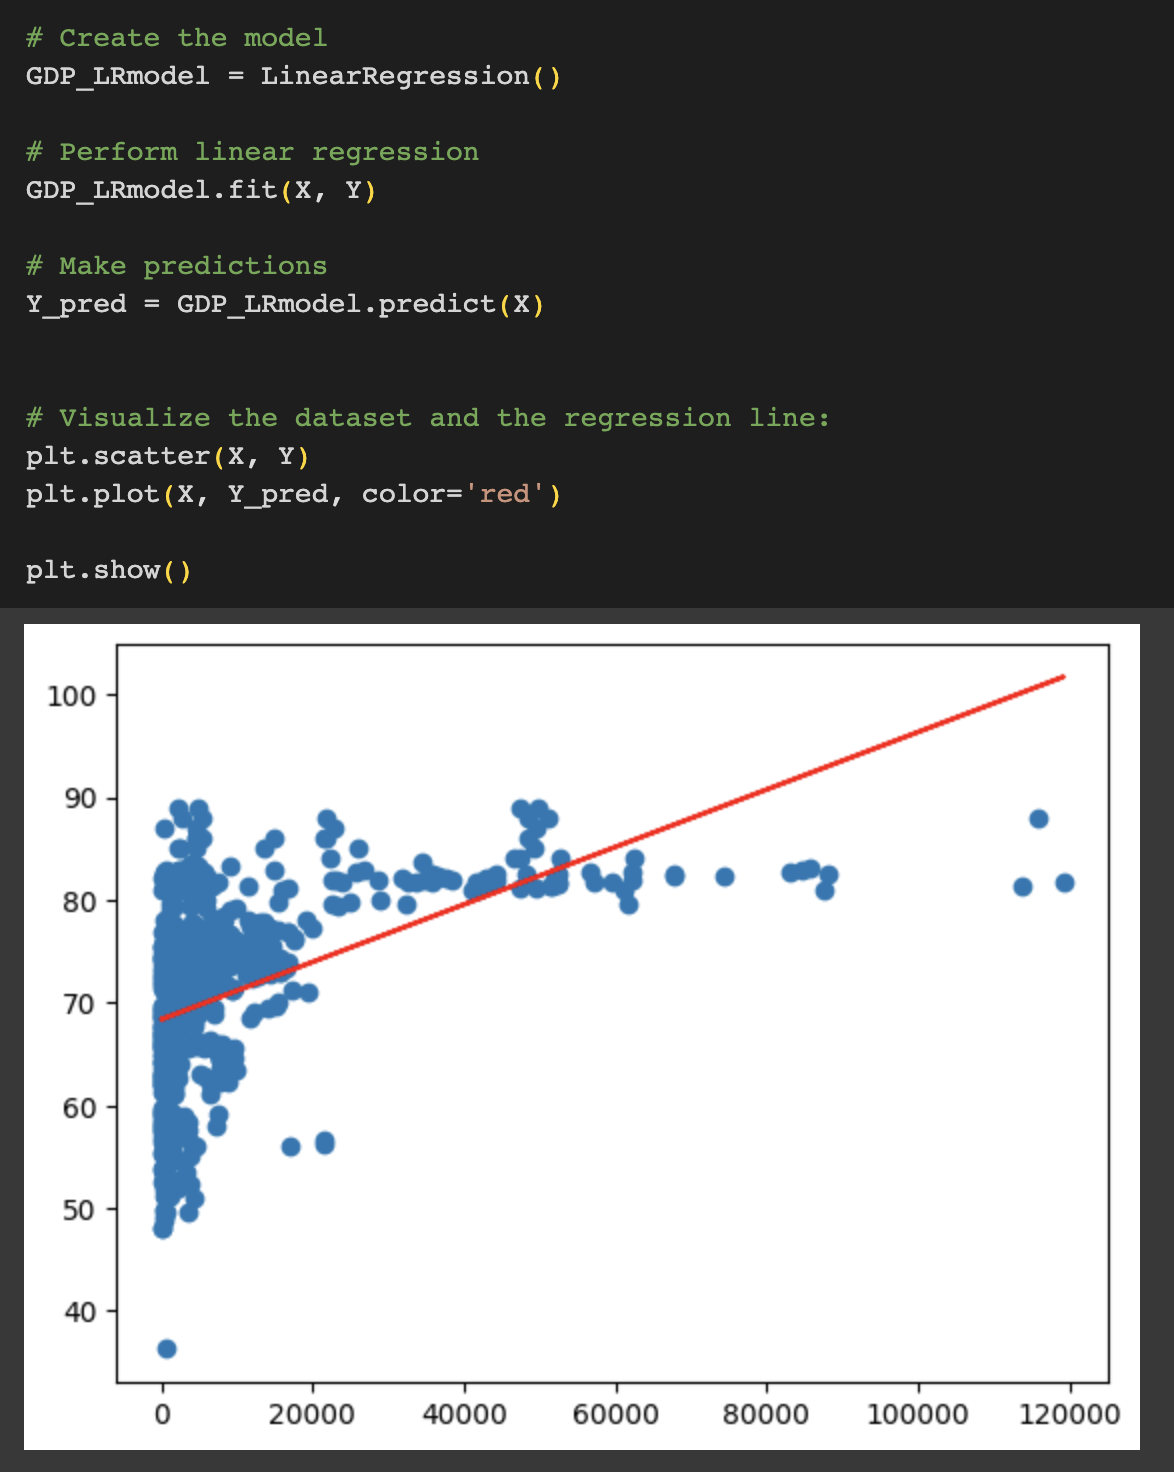 # Create the model
GDP_LRmodel = LinearRegression()
# Perform linear regression
GDP_LRmodel.fit(X, Y)
# Make predictions
Y_pred = GDP_LRmodel.predict(X)
# Visualize the dataset and the regression line:
plt.scatter(X, Y)
plt.plot(X, Y_pred, color='red')
plt.show()
100
90
80
70
60
50
40
0 20000 40000 60000 80000 100000 120000